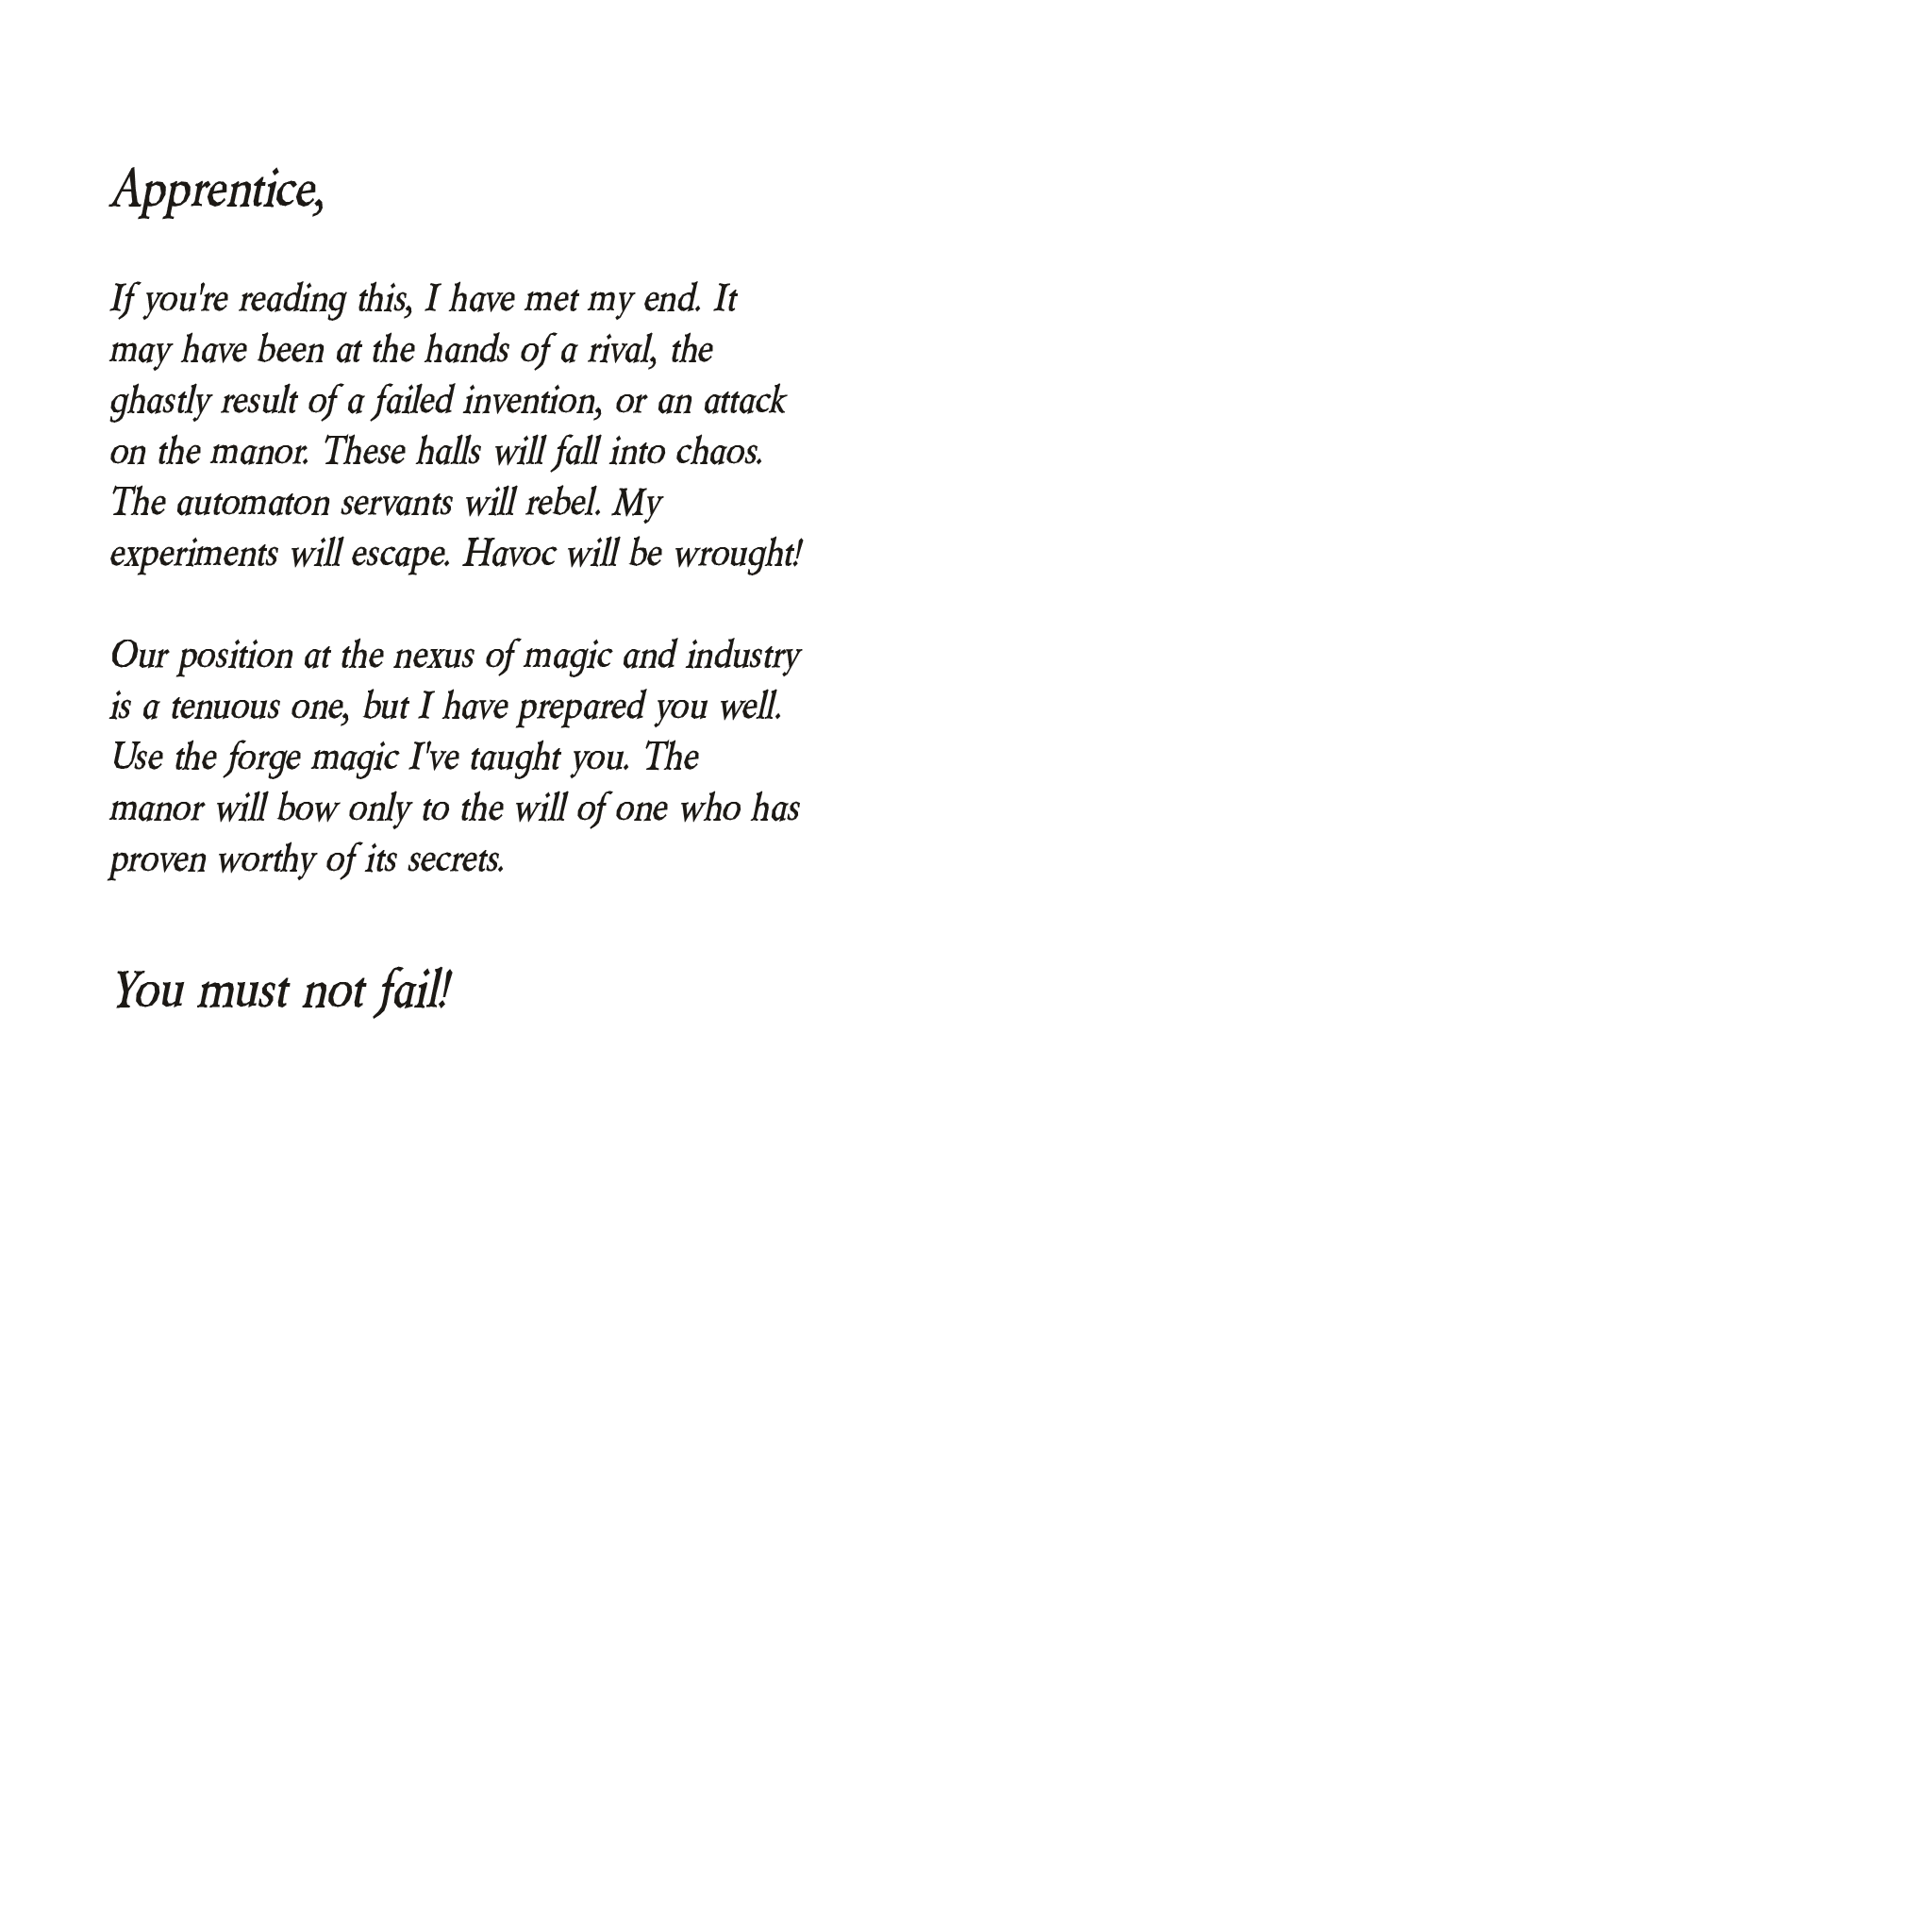 Apprentice,
If you're reading this, I have met my end. It
may have been at the hands of a rival, the
ghastly result of a failed invention, or an attack
on the manor. These halls will fall into chaos.
The automaton servants will rebel. My
experiments will escape. Havoc will be wrought!
Our position at the nexus of magic and industry
is a tenuous one, but I have prepared you well.
Use the forge magic I've taught you. The
manor will bow only to the will of one who has
proven worthy of its secrets.
You must not fail!